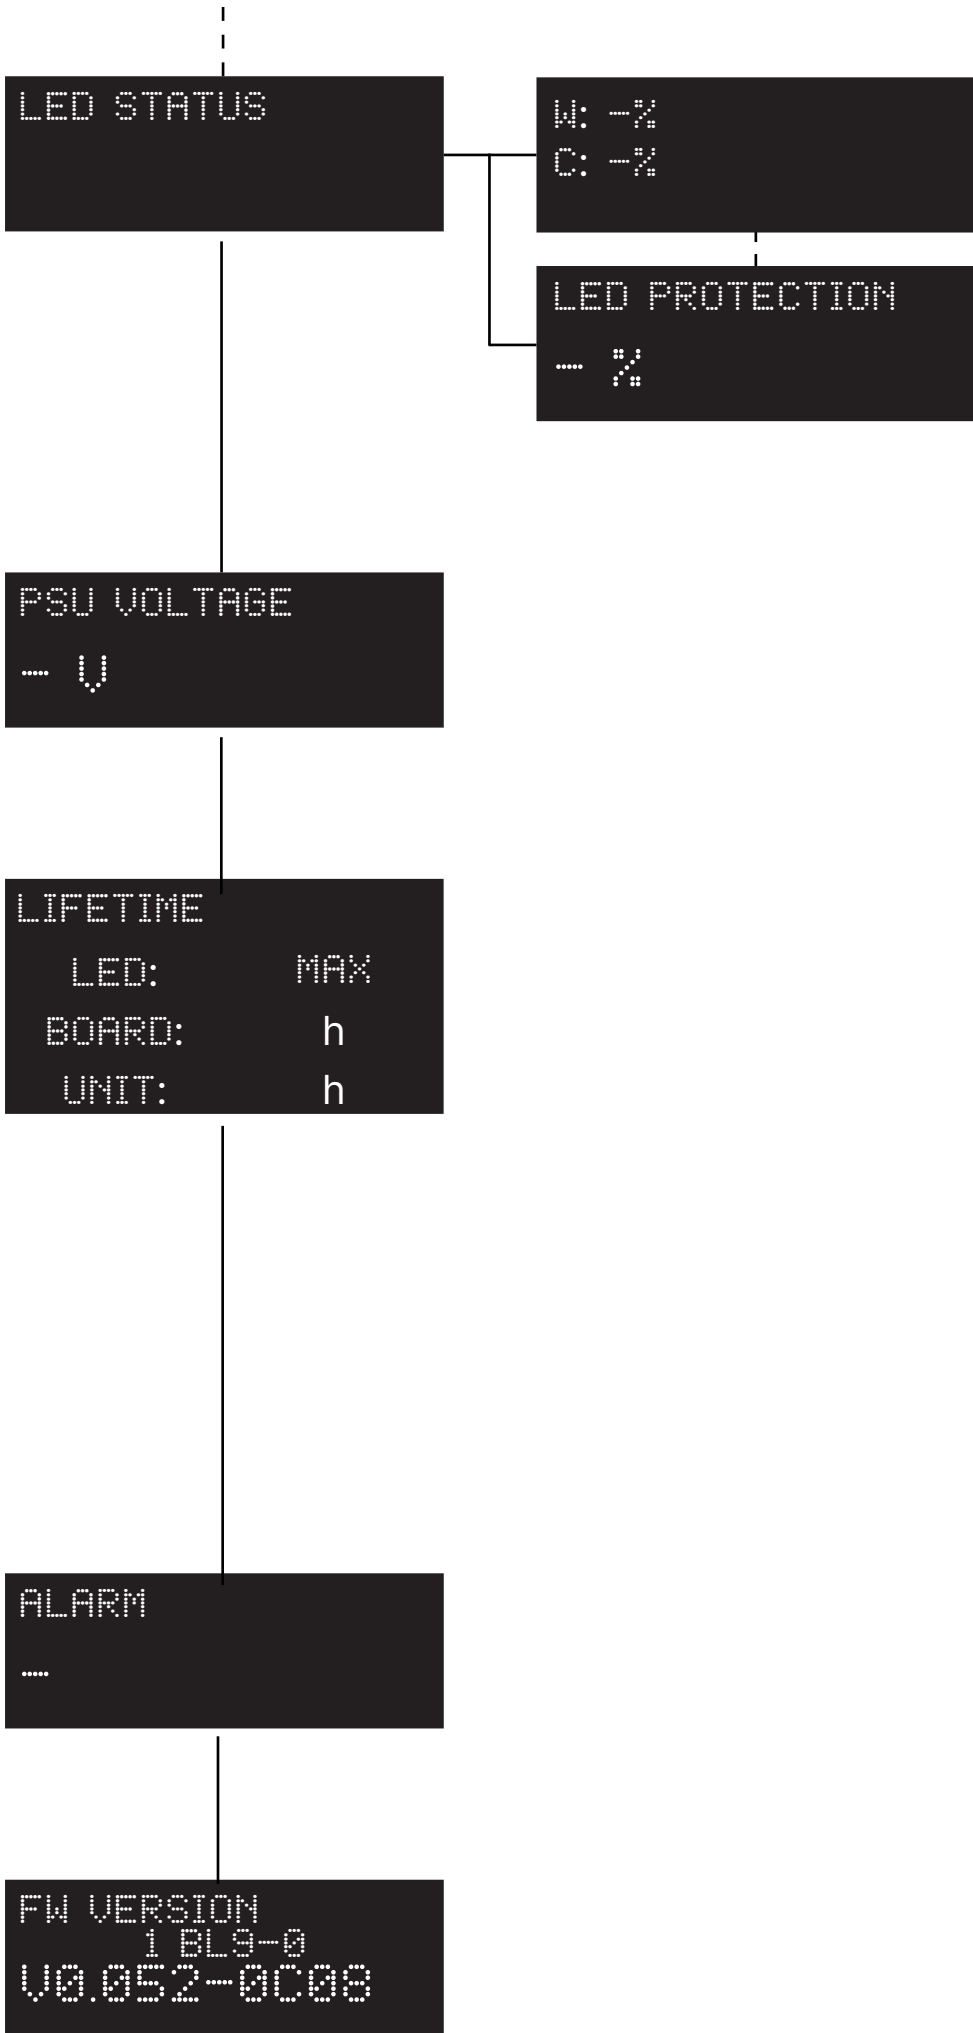 LED STATUS
W: -%
C: -%
LED PROTECTION
- %
PSU VOLTAGE
- V
LIFETIME
LED: MAX
BOARD: h
UNIT: h
ALARM
-
FW VERSION
1 BL9-0
V0.052-0C08